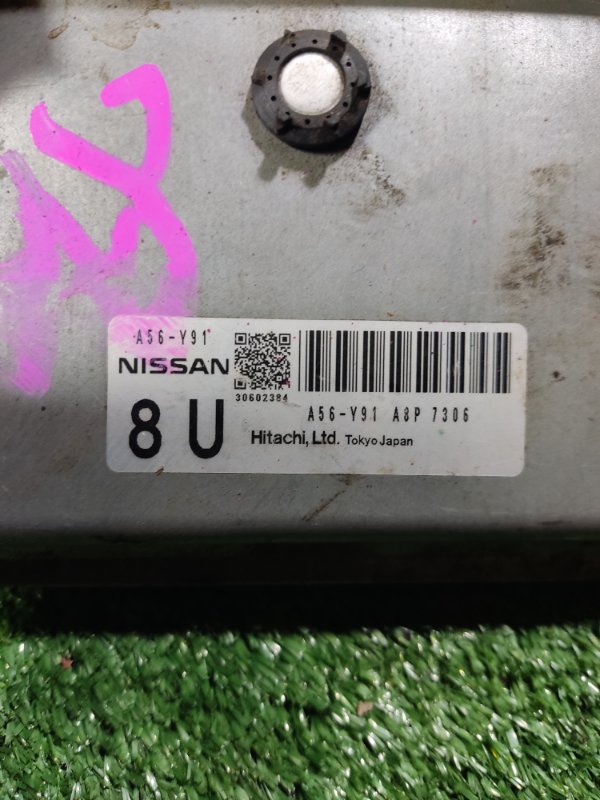 A56-Y91
NISSAN
30602384
A56-Y91 A8P 7306
8 U
Hitachi, Ltd. Tokyo Japan